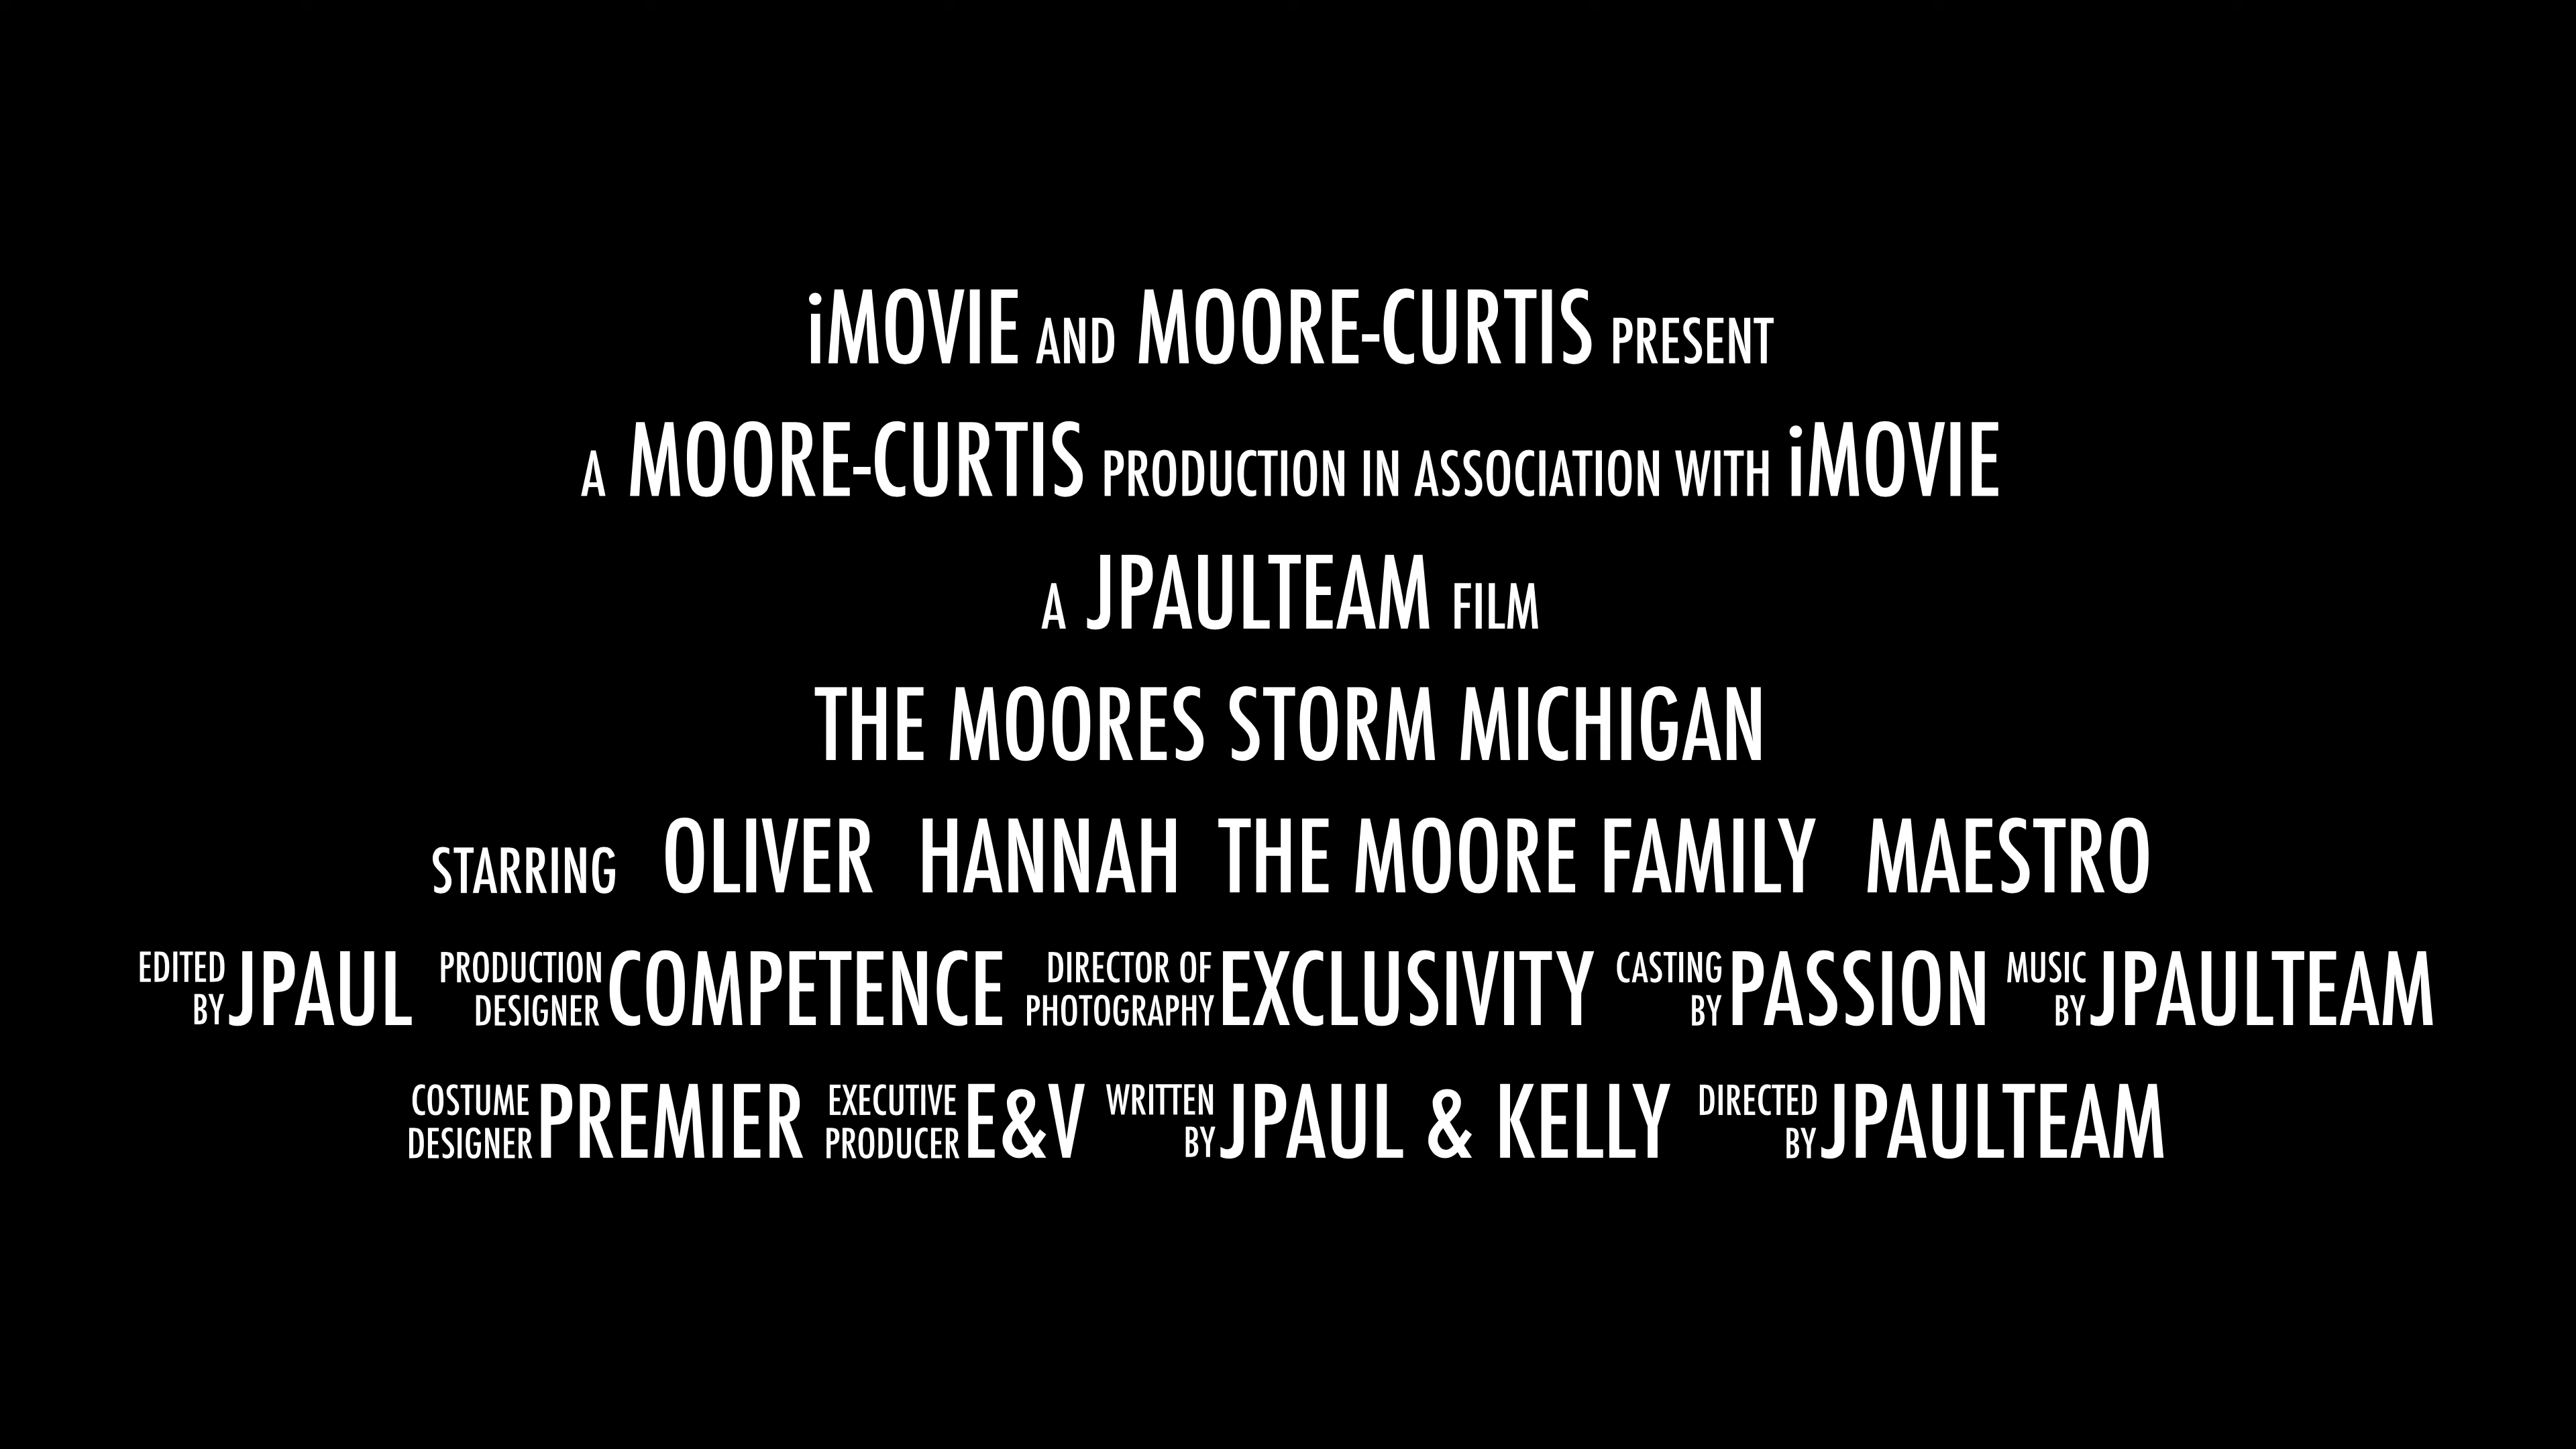 iMOVIE AND MOORE-CURTIS PRESENT
A MOORE-CURTIS PRODUCTION IN ASSOCIATION WITH iMOVIE
A JPAULTEAM FILM
THE MOORES STORM MICHIGAN
STARRING OLIVER HANNAH THE MOORE FAMILY MAESTRO
EDITED BY JPAUL PRODUCTION DESIGNER COMPETENCE DIRECTOR OF PHOTOGRAPHY EXCLUSIVITY CASTING BY PASSION MUSIC BY JPAULTEAM
COSTUME DESIGNER PREMIER EXECUTIVE PRODUCER E&V WRITTEN BY JPAUL & KELLY DIRECTED BY JPAULTEAM